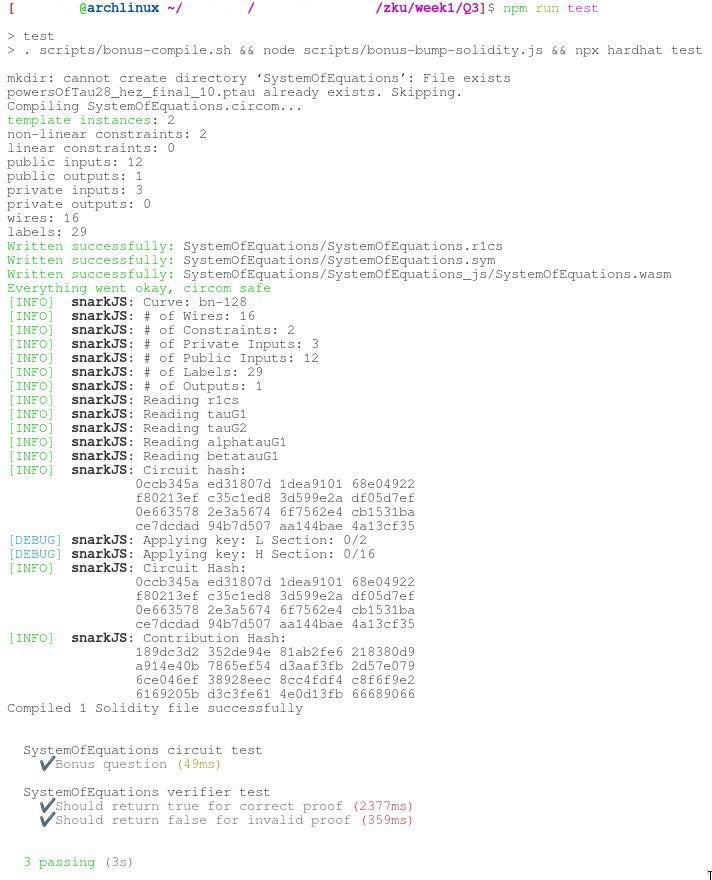 [ @archlinux ~/ / /zku/week1/Q3]$ npm run test
> test
> . scripts/bonus-compile.sh && node scripts/bonus-bump-solidity.js && npx hardhat test
mkdir: cannot create directory ‘SystemOfEquations’: File exists
powersOfTau28_hez_final_10.ptau already exists. Skipping.
Compiling SystemOfEquations.circom...
template instances: 2
non-linear constraints: 2
linear constraints: 0
public inputs: 12
public outputs: 1
private inputs: 3
private outputs: 0
wires: 16
labels: 29
Written successfully: SystemOfEquations/SystemOfEquations.r1cs
Written successfully: SystemOfEquations/SystemOfEquations.sym
Written successfully: SystemOfEquations/SystemOfEquations_js/SystemOfEquations.wasm
Everything went okay, circom safe
[INFO]  snarkJS: Curve: bn-128
[INFO]  snarkJS: # of Wires: 16
[INFO]  snarkJS: # of Constraints: 2
[INFO]  snarkJS: # of Private Inputs: 3
[INFO]  snarkJS: # of Public Inputs: 12
[INFO]  snarkJS: # of Labels: 29
[INFO]  snarkJS: # of Outputs: 1
[INFO]  snarkJS: Reading r1cs
[INFO]  snarkJS: Reading tauG1
[INFO]  snarkJS: Reading tauG2
[INFO]  snarkJS: Reading alphatauG1
[INFO]  snarkJS: Reading betatauG1
[INFO]  snarkJS: Circuit hash:
0ccb345a ed31807d 1dea9101 68e04922
f80213ef c35c1ed8 3d599e2a df05d7ef
0e663578 2e3a5674 6f7562e4 cb1531ba
ce7dcdad 94b7d507 aa144bae 4a13cf35
[DEBUG] snarkJS: Applying key: L Section: 0/2
[DEBUG] snarkJS: Applying key: H Section: 0/16
[INFO]  snarkJS: Circuit Hash:
0ccb345a ed31807d 1dea9101 68e04922
f80213ef c35c1ed8 3d599e2a df05d7ef
0e663578 2e3a5674 6f7562e4 cb1531ba
ce7dcdad 94b7d507 aa144bae 4a13cf35
[INFO]  snarkJS: Contribution Hash:
189dc3d2 352de94e 81ab2fe6 218380d9
a914e40b 7865ef54 d3aaf3fb 2d57e079
6ce046ef 38928eec 8cc4fdf4 c8f6f9e2
6169205b d3c3fe61 4e0d13fb 66689066
Compiled 1 Solidity file successfully
SystemOfEquations circuit test
✔Bonus question (49ms)
SystemOfEquations verifier test
✔Should return true for correct proof (2377ms)
✔Should return false for invalid proof (359ms)
3 passing (3s)